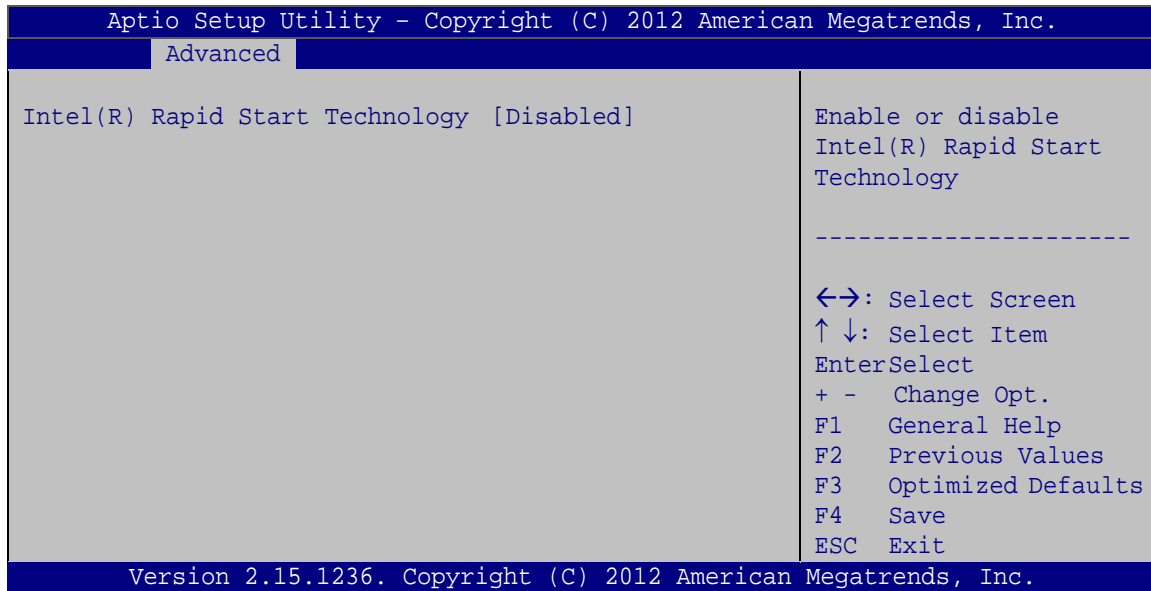 Aptio Setup Utility – Copyright (C) 2012 American Megatrends, Inc.
Advanced
Intel(R) Rapid Start Technology [Disabled]
Enable or disable
Intel(R) Rapid Start
Technology
----------------------
←→: Select Screen
↑ ↓: Select Item
EnterSelect
+ - Change Opt.
F1 General Help
F2 Previous Values
F3 Optimized Defaults
F4 Save
ESC Exit
Version 2.15.1236. Copyright (C) 2012 American Megatrends, Inc.